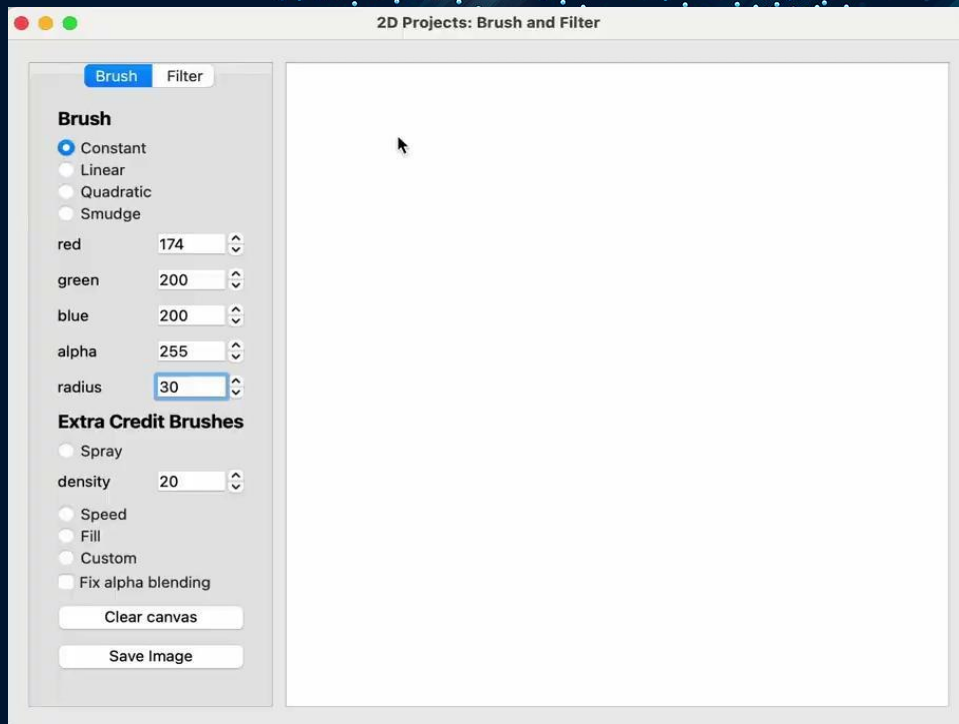 2D Projects: Brush and Filter
Brush Filter
Brush
Constant
Linear
Quadratic
Smudge
red 174
green 200
blue 200
alpha 255
radius 30
Extra Credit Brushes
Spray
density 20
Speed
Fill
Custom
Fix alpha blending
Clear canvas
Save Image